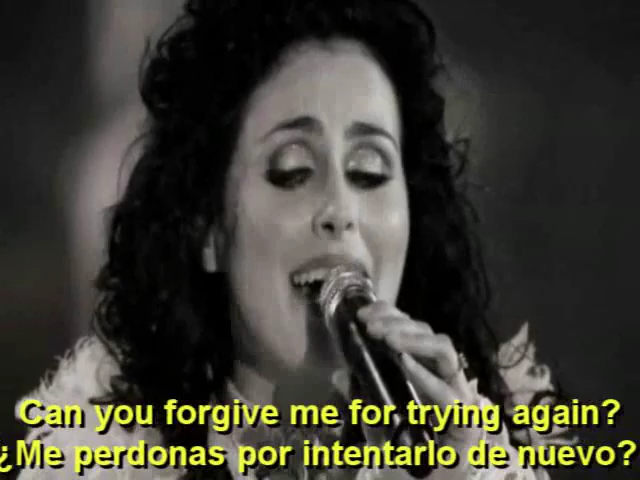 Can you forgive me for trying again?
¿Me perdonas por intentarlo de nuevo?